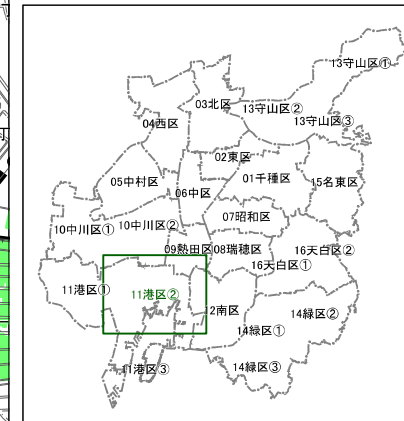 13守山区①
03北区
13守山区②
04西区
13守山区③
02東区
01千種区
05中村区
15名東区
06中区
07昭和区
10中川区①
10中川区②
09熱田区
08瑞穂区
16天白区②
16天白区①
11港区①
11港区②
2南区
14緑区②
14緑区①
11港区③
14緑区③